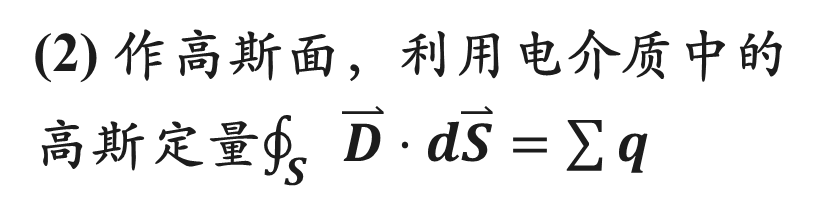 (2) 作高斯面，利用电介质中的
高斯定量∮_S D⃗ · dS⃗ = ∑ q